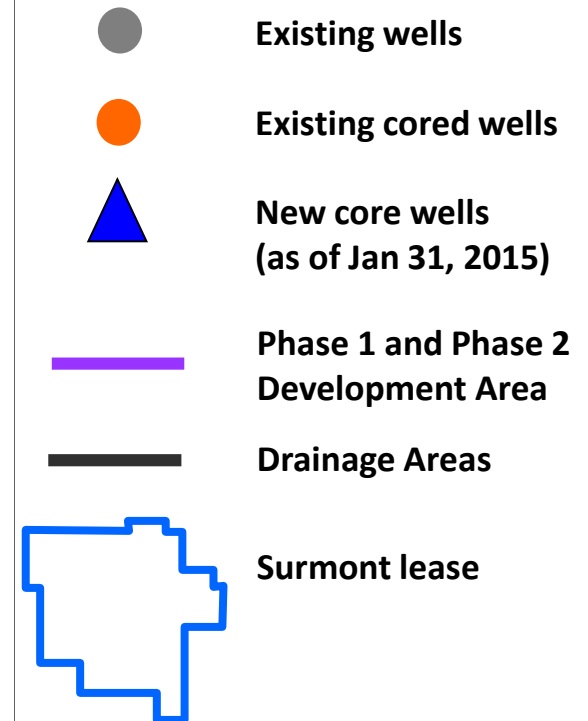 Existing wells
Existing cored wells
New core wells
(as of Jan 31, 2015)
Phase 1 and Phase 2
Development Area
Drainage Areas
Surmont lease